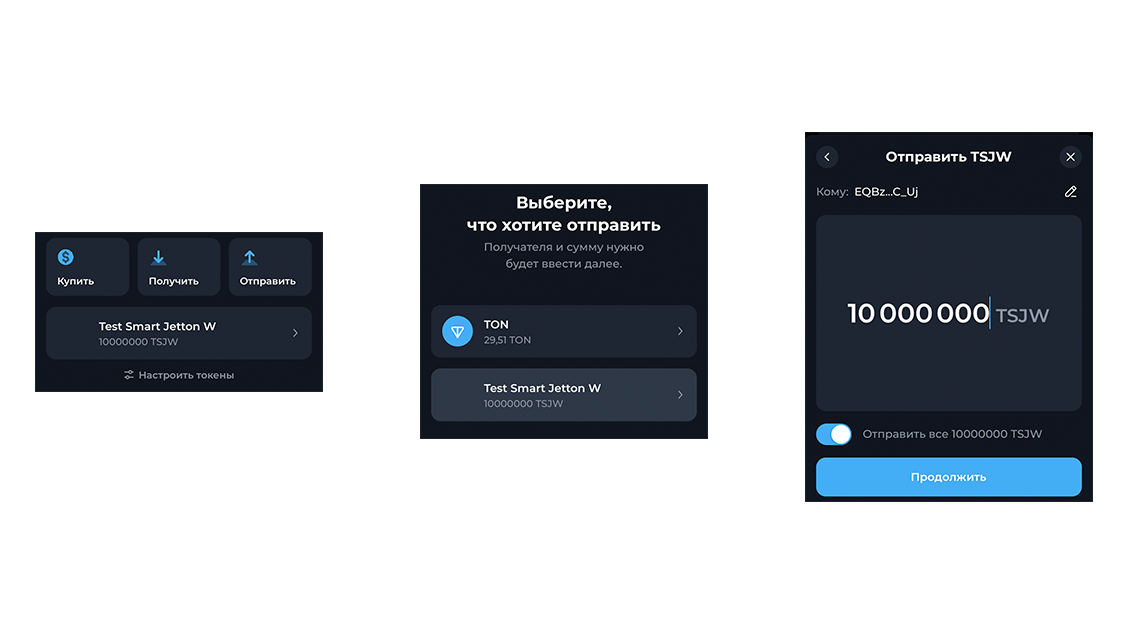 Купить
Получить
Отправить
Test Smart Jetton W
10000000 TSJW
Настроить токены
Выберите,
что хотите отправить
Получателя и сумму нужно
будет ввести далее.
TON
29,51 TON
Test Smart Jetton W
10000000 TSJW
Отправить TSJW
Кому: EQBz...C_Uj
10 000 000 TSJW
Отправить все 10000000 TSJW
Продолжить